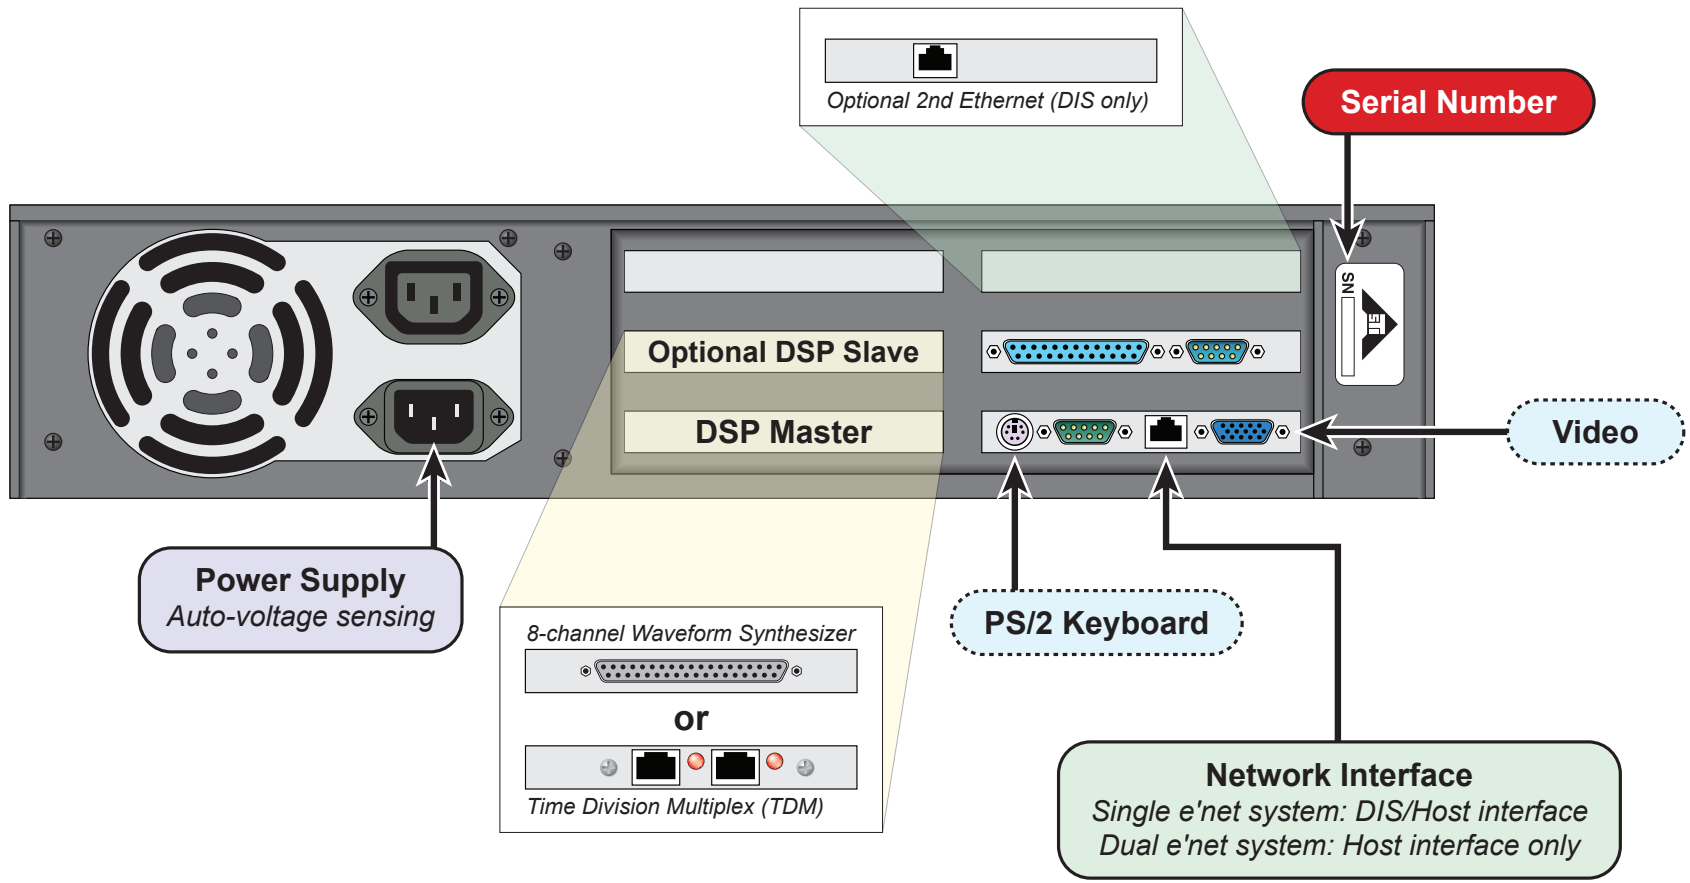 Optional 2nd Ethernet (DIS only)
Serial Number
SN
Optional DSP Slave
DSP Master
Video
Power Supply
Auto-voltage sensing
PS/2 Keyboard
8-channel Waveform Synthesizer
or
Time Division Multiplex (TDM)
Network Interface
Single e'net system: DIS/Host interface
Dual e'net system: Host interface only